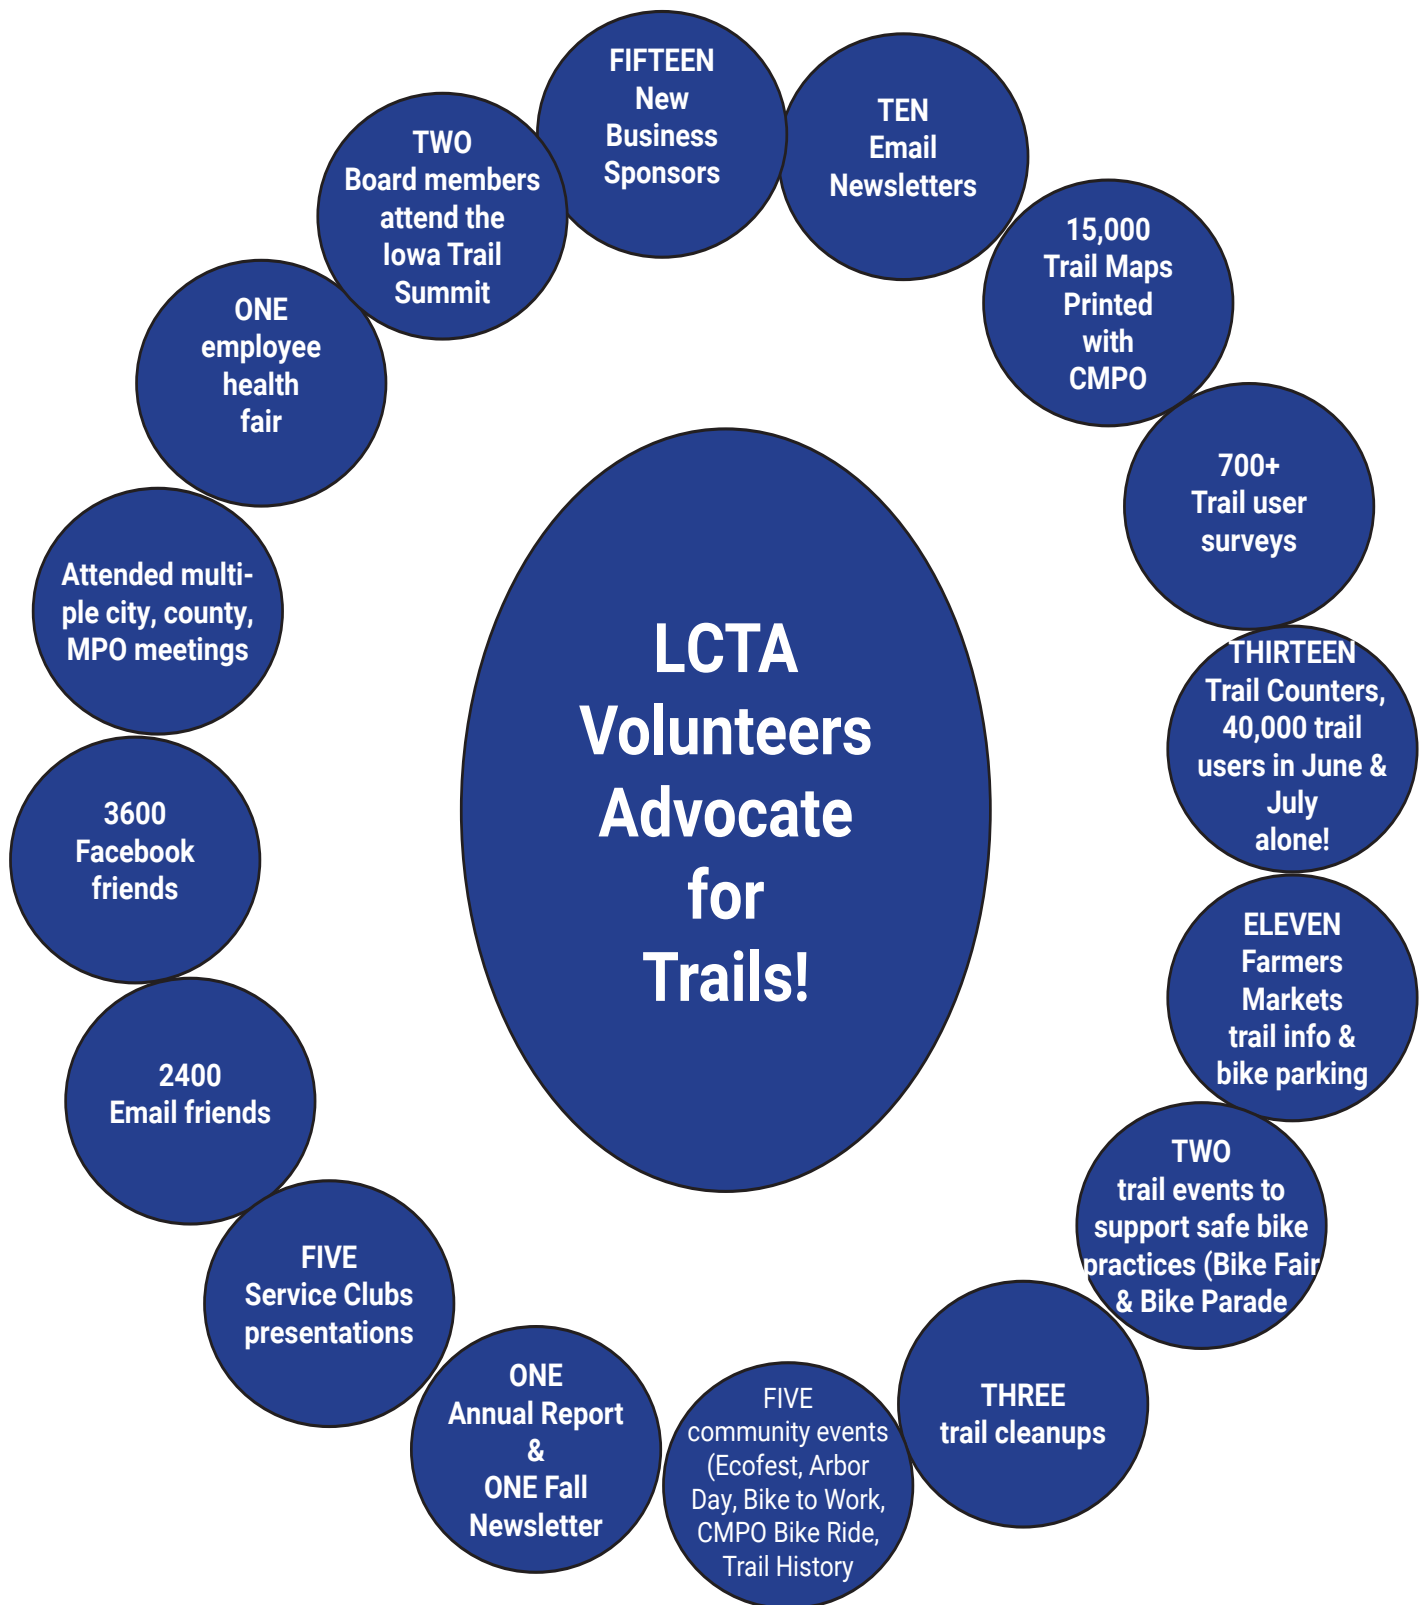 FIFTEEN
New
Business
Sponsors
TEN
Email
Newsletters
15,000
Trail Maps
Printed
with
CMPO
700+
Trail user
surveys
THIRTEEN
Trail Counters,
40,000 trail
users in June &
July
alone!
ELEVEN
Farmers
Markets
trail info &
bike parking
TWO
trail events to
support safe bike
practices (Bike Fair
& Bike Parade
THREE
trail cleanups
FIVE
community events
(Ecofest, Arbor
Day, Bike to Work,
CMPO Bike Ride,
Trail History
ONE
Annual Report
&
ONE Fall
Newsletter
FIVE
Service Clubs
presentations
2400
Email friends
3600
Facebook
friends
Attended multi-
ple city, county,
MPO meetings
ONE
employee
health
fair
TWO
Board members
attend the
Iowa Trail
Summit
LCTA
Volunteers
Advocate
for
Trails!